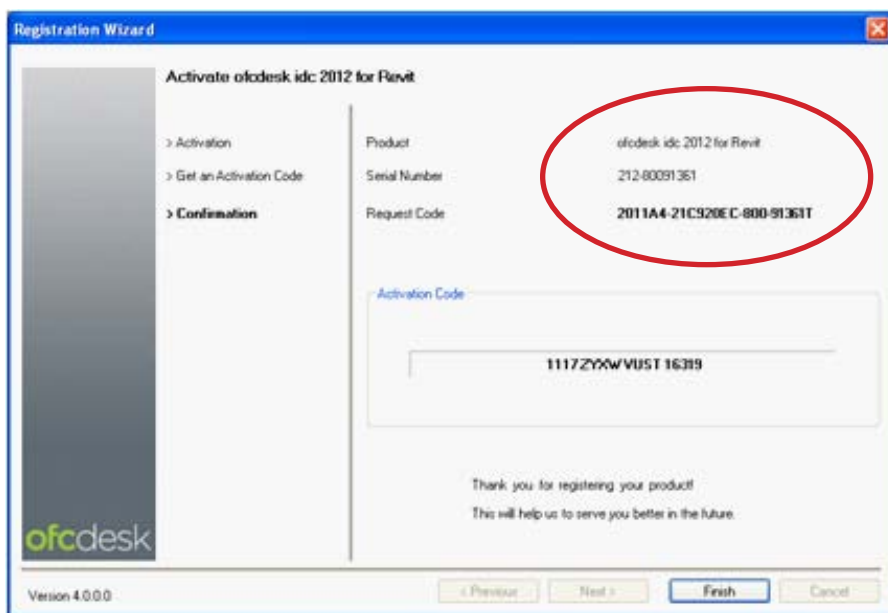 Registration Wizard
Activate ofcdesk idc 2012 for Revit
> Activation
> Get an Activation Code
> Confirmation
Product ofcdesk idc 2012 for Revit
Serial Number 212-80091361
Request Code 2011A4-21C920EC-800-91361T
Activation Code
1117ZYXWVUST16319
Thank you for registering your product!
This will help us to serve you better in the future.
ofcdesk
Version 4.0.0.0
< Previous
Next >
Finish
Cancel